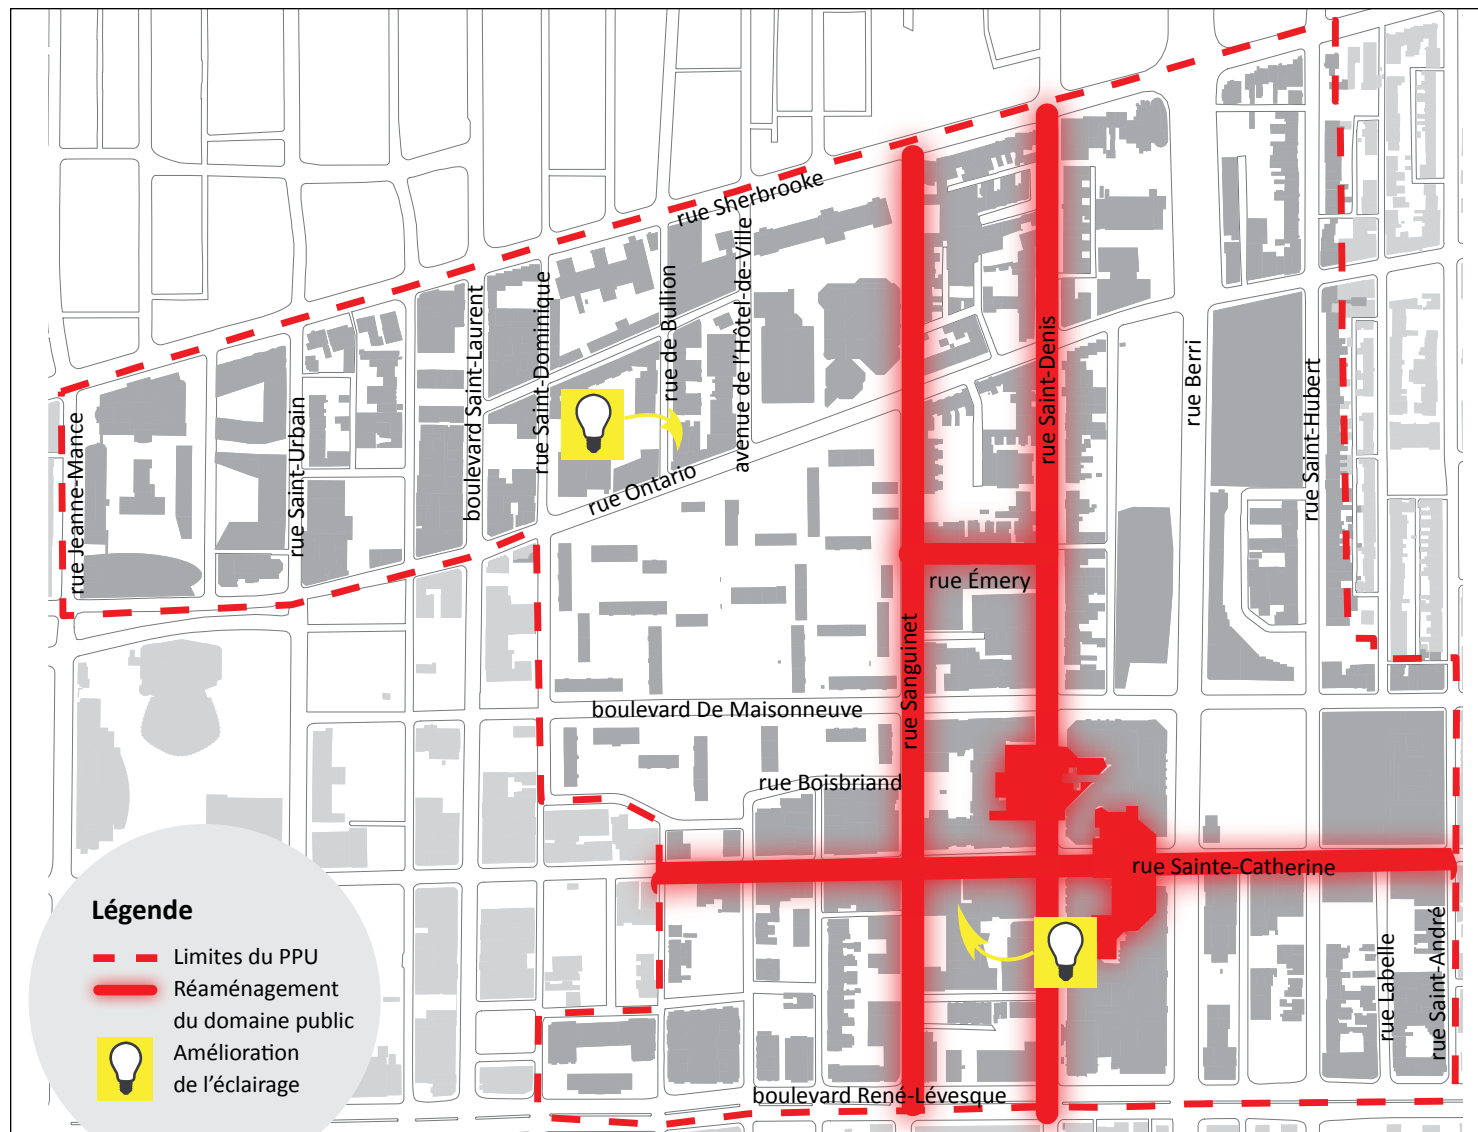 rue Sherbrooke
rue Jeanne-Mance
rue Saint-Urbain
boulevard Saint-Laurent
rue Saint-Dominique
rue de Bullion
avenue de l’Hôtel-de-Ville
rue Ontario
rue Saint-Denis
rue Berri
rue Saint-Hubert
rue Émery
rue Sanguinet
boulevard De Maisonneuve
rue Boisbriand
rue Sainte-Catherine
rue Labelle
rue Saint-André
boulevard René-Lévesque
Légende
Limites du PPU
Réaménagement
du domaine public
Amélioration
de l’éclairage